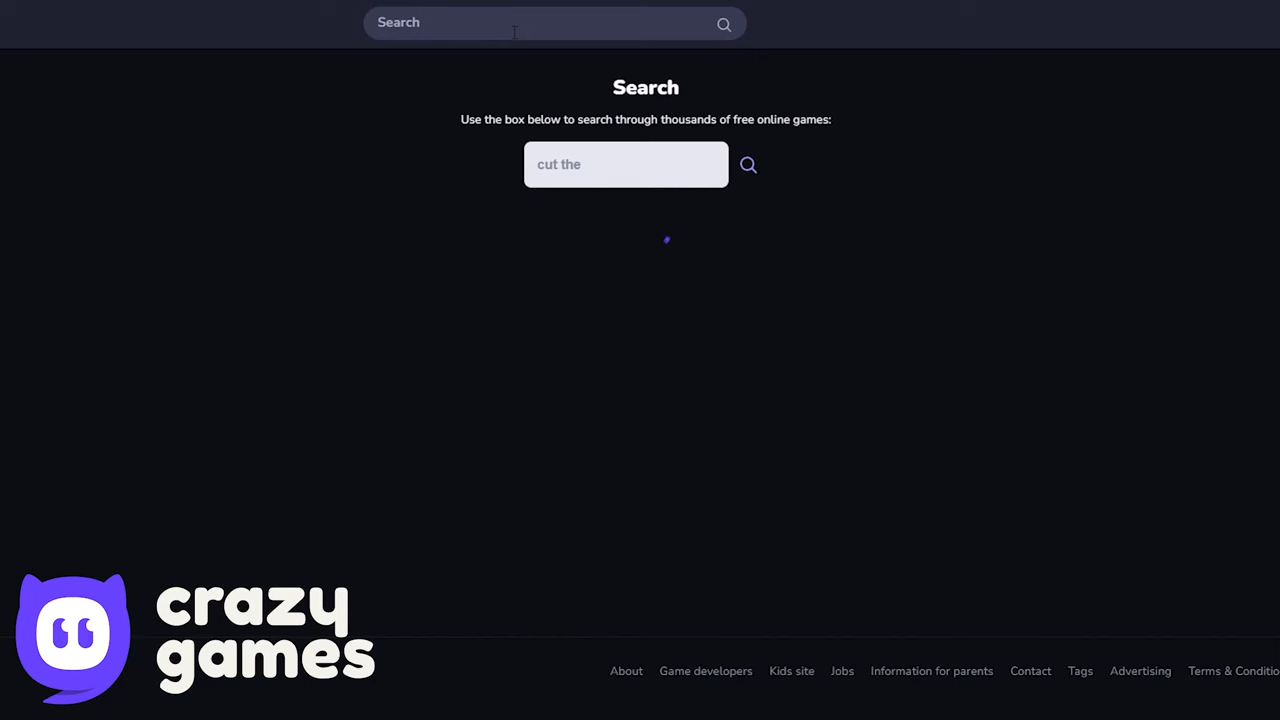 Search
Search
Use the box below to search through thousands of free online games:
cut the
crazy
games
About Game developers Kids site Jobs Information for parents Contact Tags Advertising Terms & Conditio